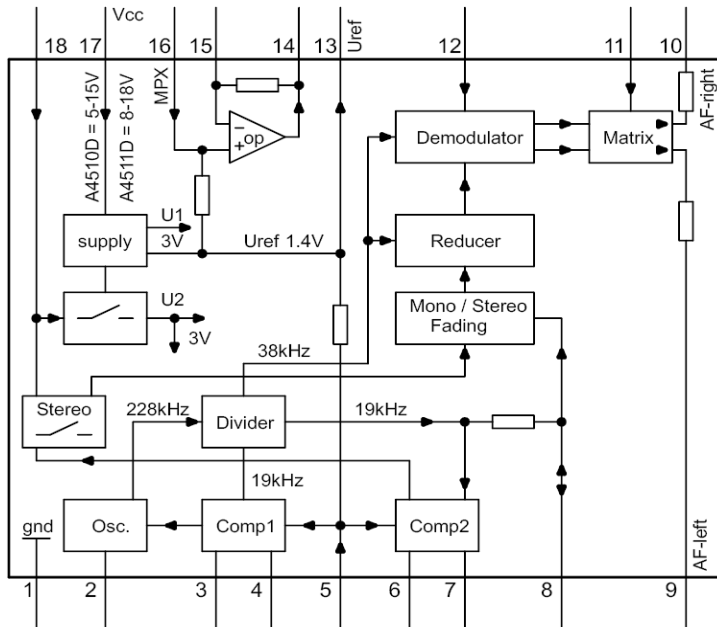 Vcc
18 17 16 15 14 13 Uref 12 11 10
A4510D = 5-15V
A4511D = 8-18V
MPX
AF-right
− op
+
Demodulator
Matrix
supply
U1
3V
Uref 1.4V
Reducer
U2
3V
Mono / Stereo
Fading
38kHz
Stereo
228kHz
Divider
19kHz
19kHz
gnd
Osc.
Comp1
Comp2
AF-left
1 2 3 4 5 6 7 8 9